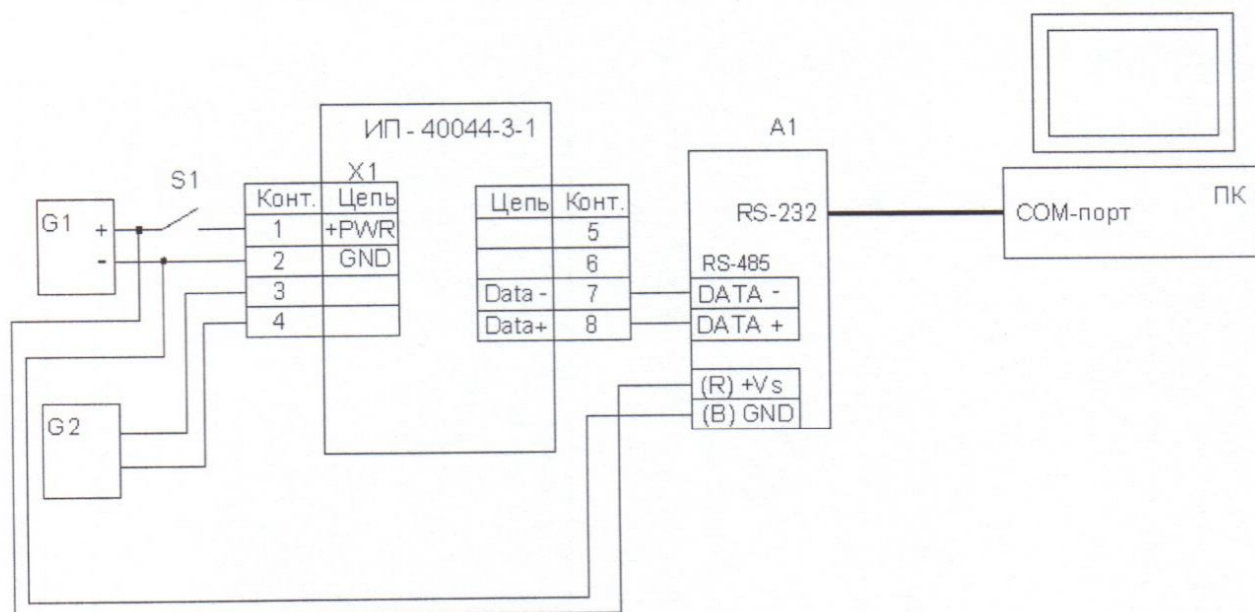 ИП - 40044-3-1
A1
X1
S1
Конт. Цепь
1 +PWR
2 GND
3
4
G1 +
-
Цепь Конт.
5
6
Data - 7
Data+ 8
RS-232
RS-485
DATA -
DATA +
(R) +Vs
(B) GND
COM-порт
ПК
G2